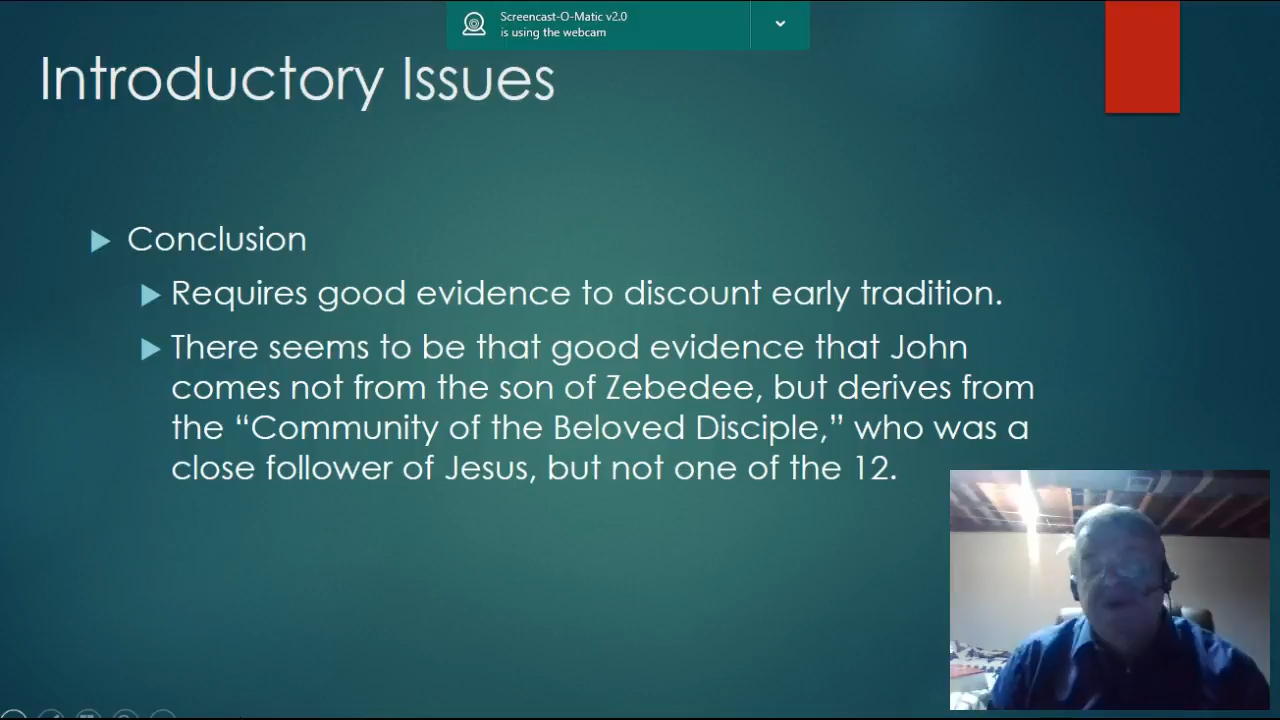 Screencast-O-Matic v2.0
is using the webcam
Introductory Issues
Conclusion
Requires good evidence to discount early tradition.
There seems to be that good evidence that John
comes not from the son of Zebedee, but derives from
the “Community of the Beloved Disciple,” who was a
close follower of Jesus, but not one of the 12.